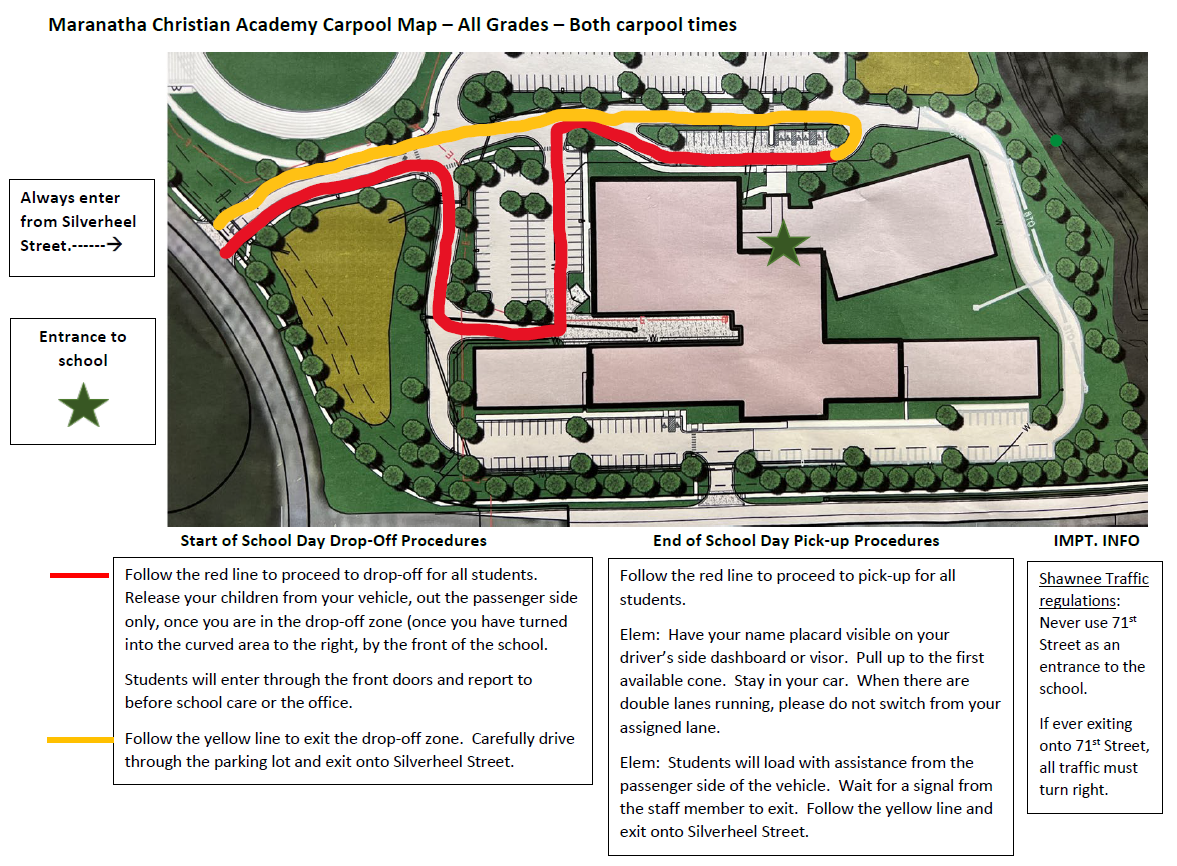 Maranatha Christian Academy Carpool Map – All Grades – Both carpool times
Always enter
from Silverheel
Street.------→
Entrance to
school
Start of School Day Drop-Off Procedures
Follow the red line to proceed to drop-off for all students.
Release your children from your vehicle, out the passenger side
only, once you are in the drop-off zone (once you have turned
into the curved area to the right, by the front of the school.
Students will enter through the front doors and report to
before school care or the office.
Follow the yellow line to exit the drop-off zone.  Carefully drive
through the parking lot and exit onto Silverheel Street.
End of School Day Pick-up Procedures
Follow the red line to proceed to pick-up for all
students.
Elem:  Have your name placard visible on your
driver’s side dashboard or visor.  Pull up to the first
available cone.  Stay in your car.  When there are
double lanes running, please do not switch from your
assigned lane.
Elem:  Students will load with assistance from the
passenger side of the vehicle.  Wait for a signal from
the staff member to exit.  Follow the yellow line and
exit onto Silverheel Street.
IMPT. INFO
Shawnee Traffic
regulations:
Never use 71st
Street as an
entrance to the
school.
If ever exiting
onto 71st Street,
all traffic must
turn right.